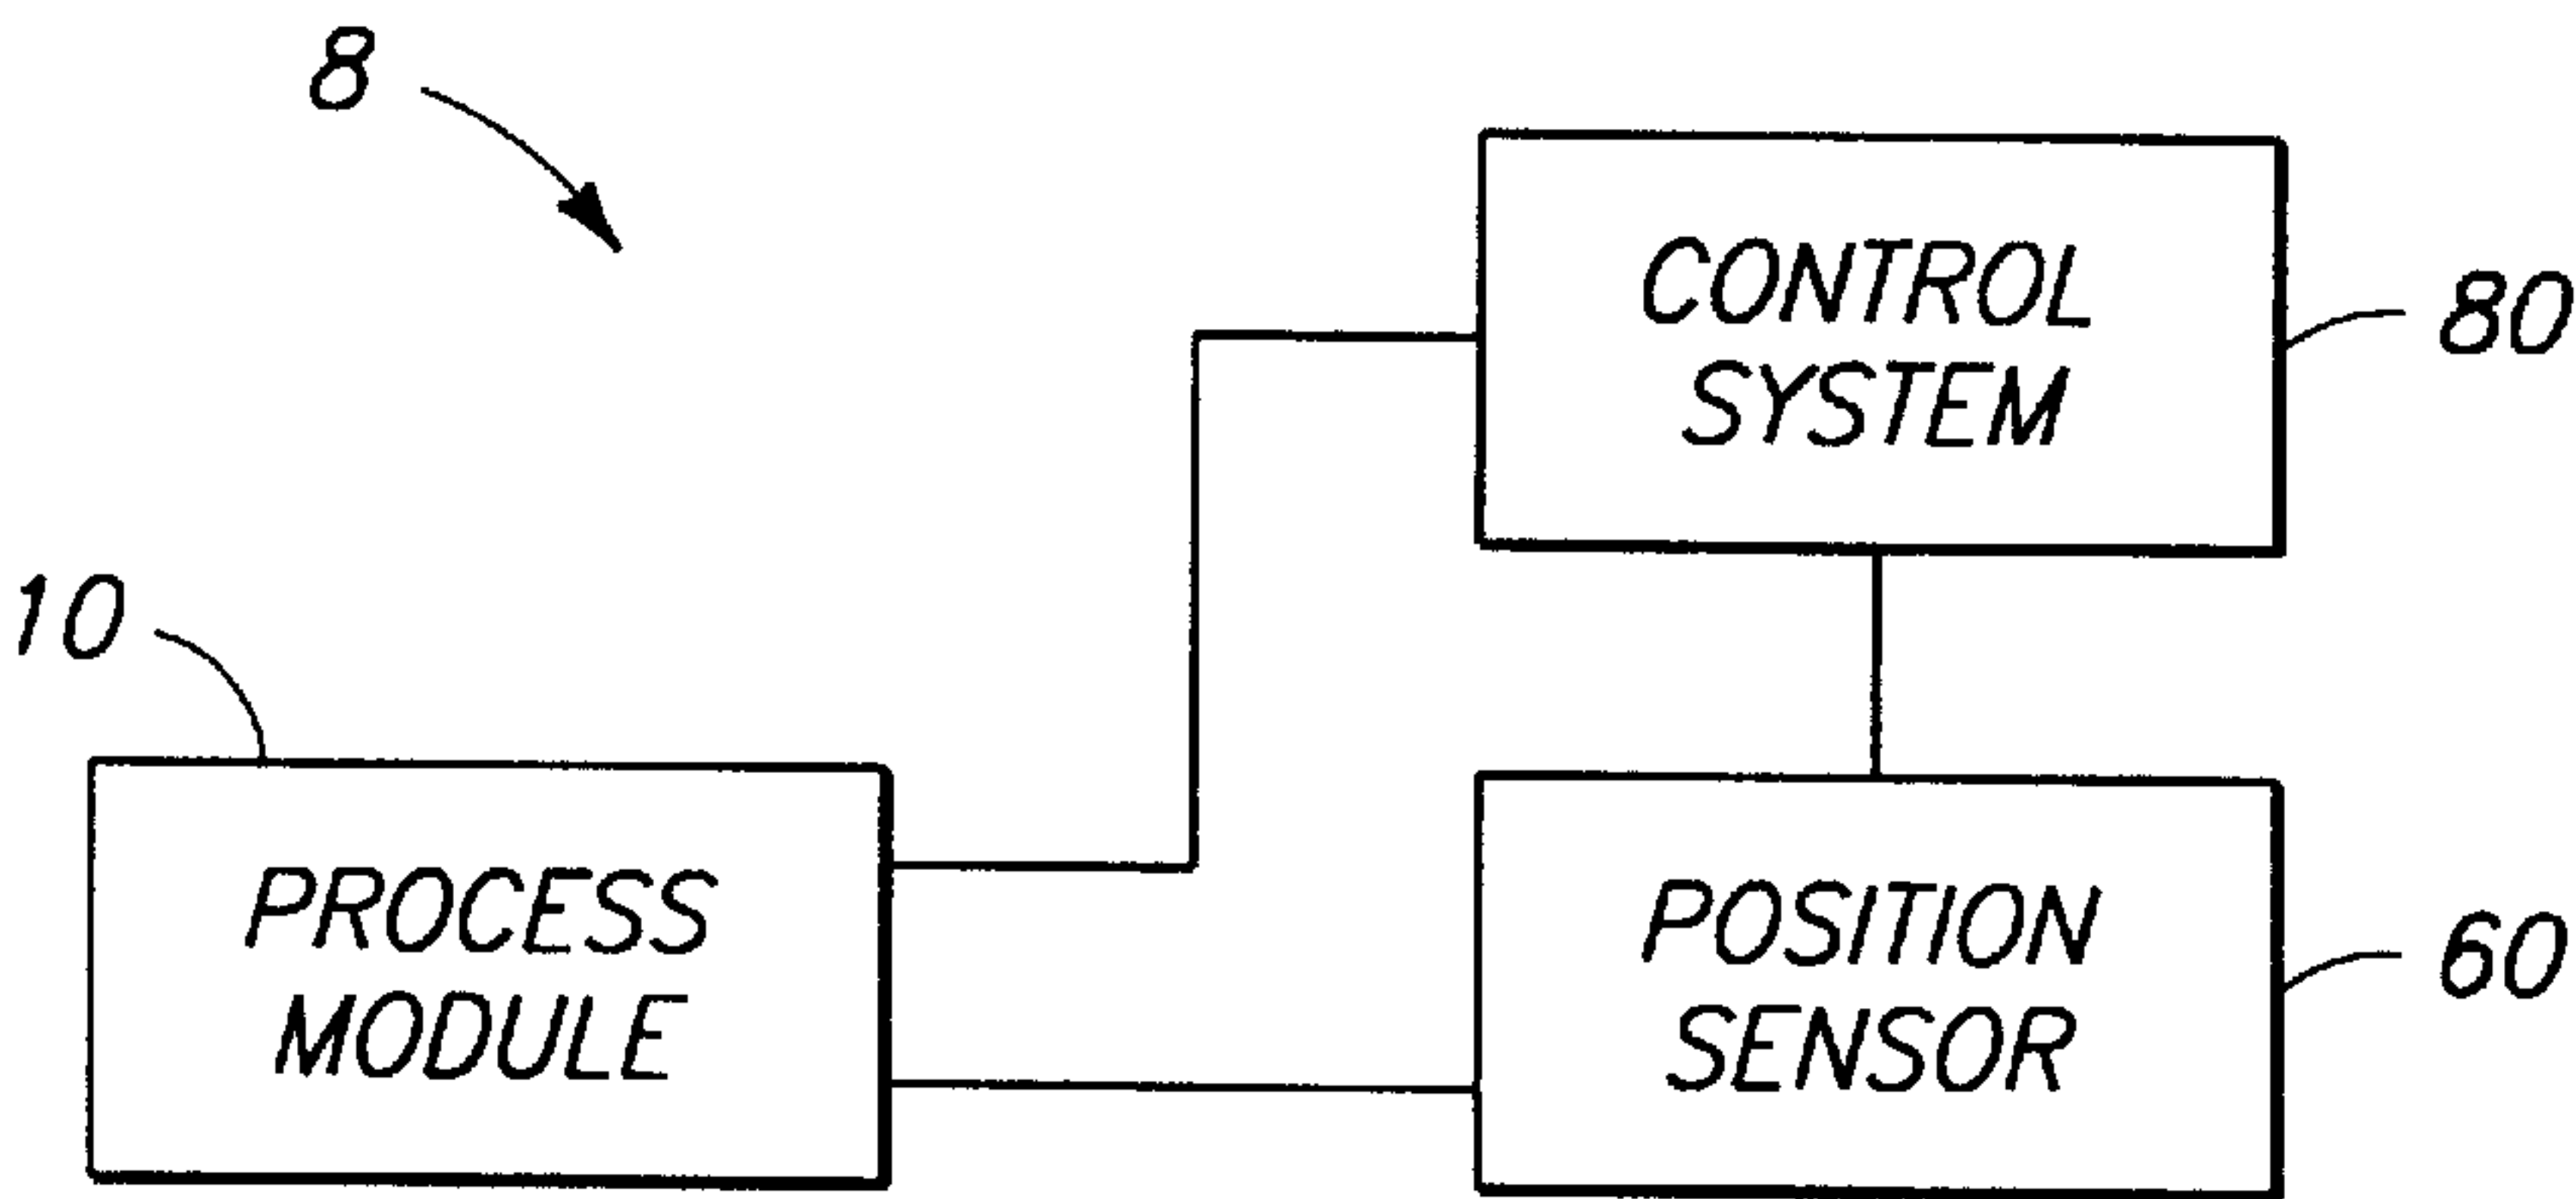 8
CONTROL
SYSTEM
80
10
PROCESS
MODULE
POSITION
SENSOR
60